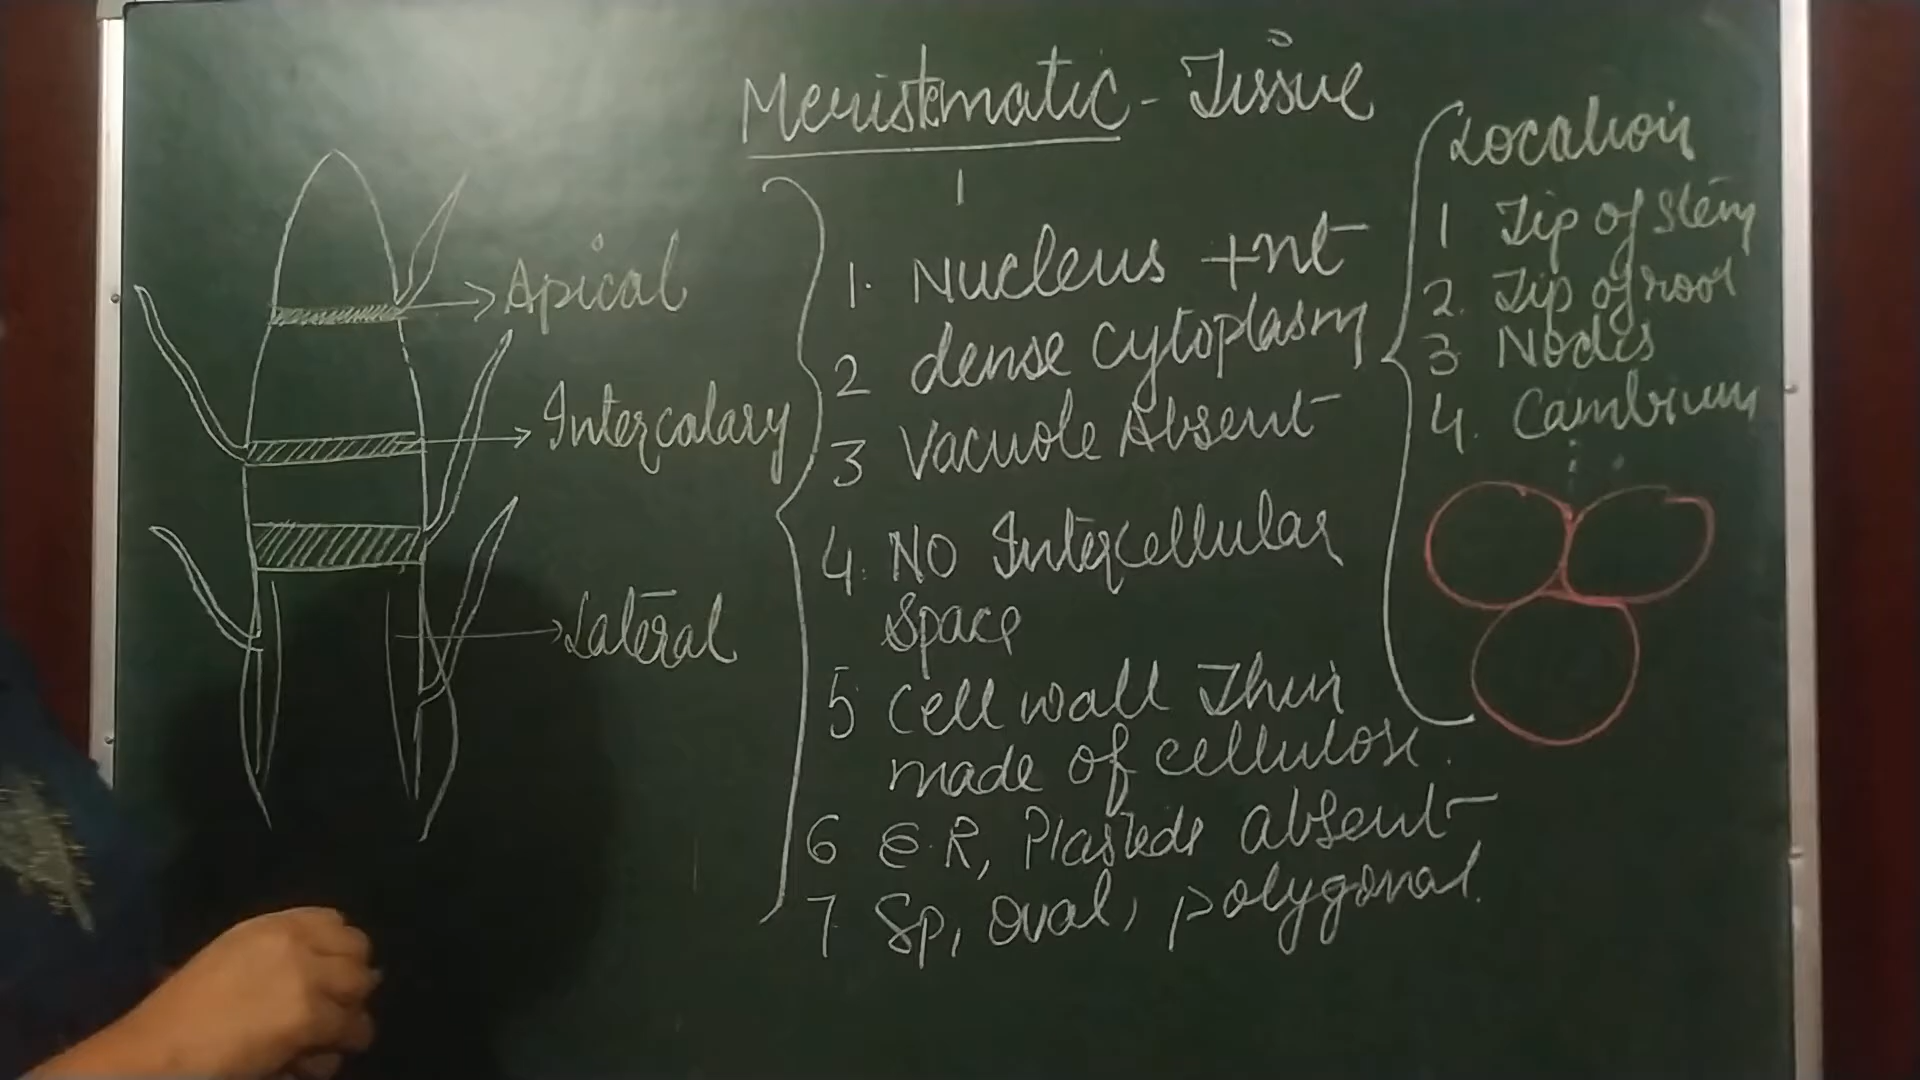 Meristematic - Tissue
Apical
Intercalary
Lateral
1. Nucleus +nt
2 dense Cytoplasm
3 Vacuole Absent
4. NO Intercellular
Space
5 Cell wall Thin
made of cellulose.
6 E.R, Plastids absent
7 Sp, oval, polygonal.
Location
1 Tip of Stem
2. Tip of root
3 Nodes
4. Cambium